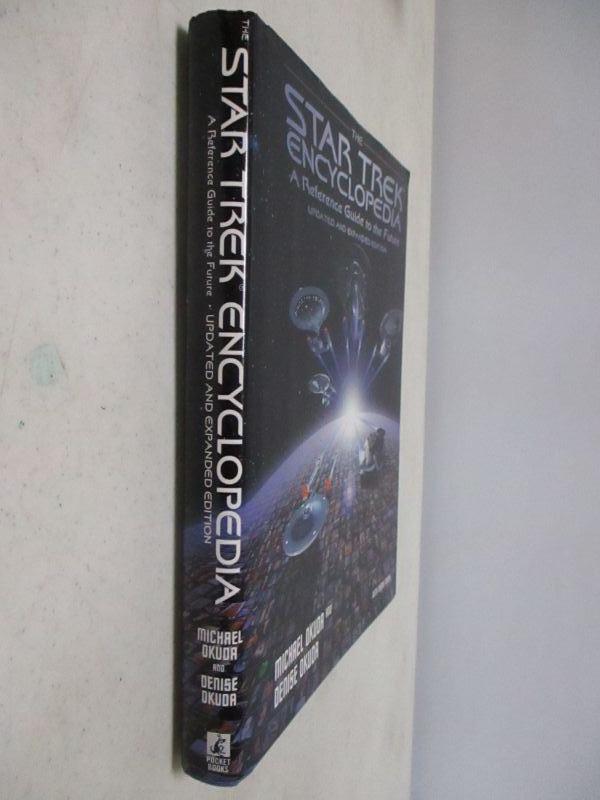 THE
STAR TREK® ENCYCLOPEDIA
A Reference Guide to the Future • UPDATED AND EXPANDED EDITION
MICHAEL
OKUDA
AND
DENISE
OKUDA
POCKET
BOOKS
THE
STAR TREK
ENCYCLOPEDIA
A Reference Guide to the Future
UPDATED AND EXPANDED EDITION
MICHAEL OKUDA AND
DENISE OKUDA